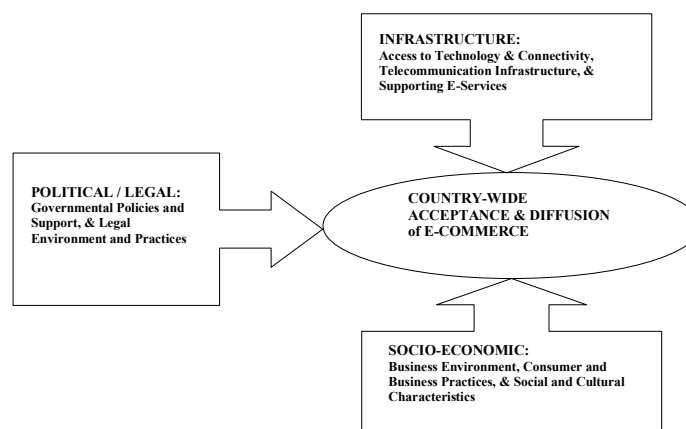 INFRASTRUCTURE:
Access to Technology & Connectivity,
Telecommunication Infrastructure, &
Supporting E-Services
POLITICAL / LEGAL:
Governmental Policies and
Support, & Legal
Environment and Practices
COUNTRY-WIDE
ACCEPTANCE & DIFFUSION
of E-COMMERCE
SOCIO-ECONOMIC:
Business Environment, Consumer and
Business Practices, & Social and Cultural
Characteristics